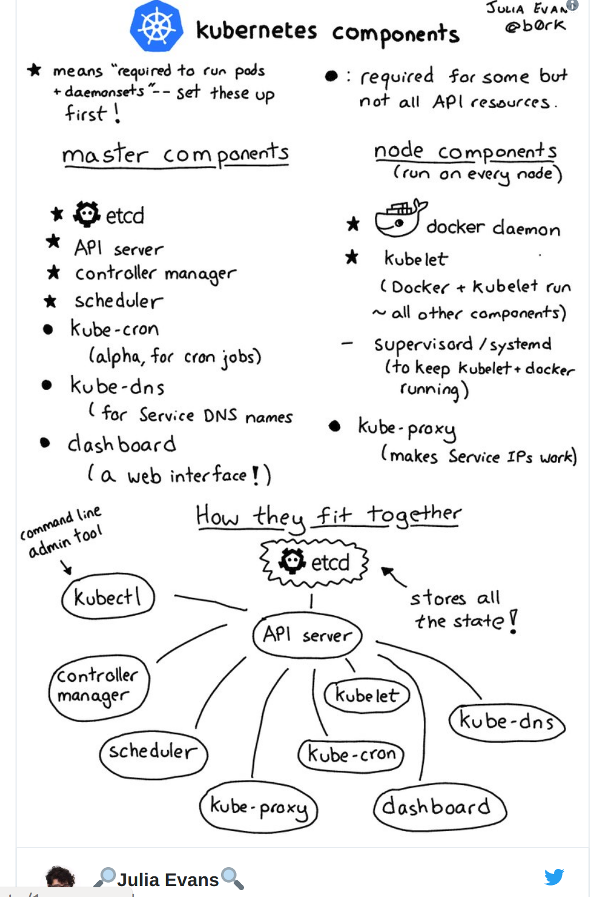 kubernetes components
JULIA EVANS
@b0rk
★ means "required to run pods
+ daemonsets" -- set these up
first!
● : required for some but
not all API resources.
master components
★ etcd
★ API server
★ controller manager
★ scheduler
● kube-cron
(alpha, for cron jobs)
● kube-dns
( for Service DNS names
● dashboard
( a web interface!)
node components
(run on every node)
★ docker daemon
★ kubelet
( Docker + kubelet run
~ all other components)
– supervisord / systemd
(to keep kubelet + docker
running)
● kube-proxy
(makes Service IPs work)
How they fit together
command line
admin tool
etcd
kubectl
stores all
the state!
API server
controller
manager
kubelet
kube-dns
scheduler
kube-cron
kube-proxy
dashboard
Julia Evans